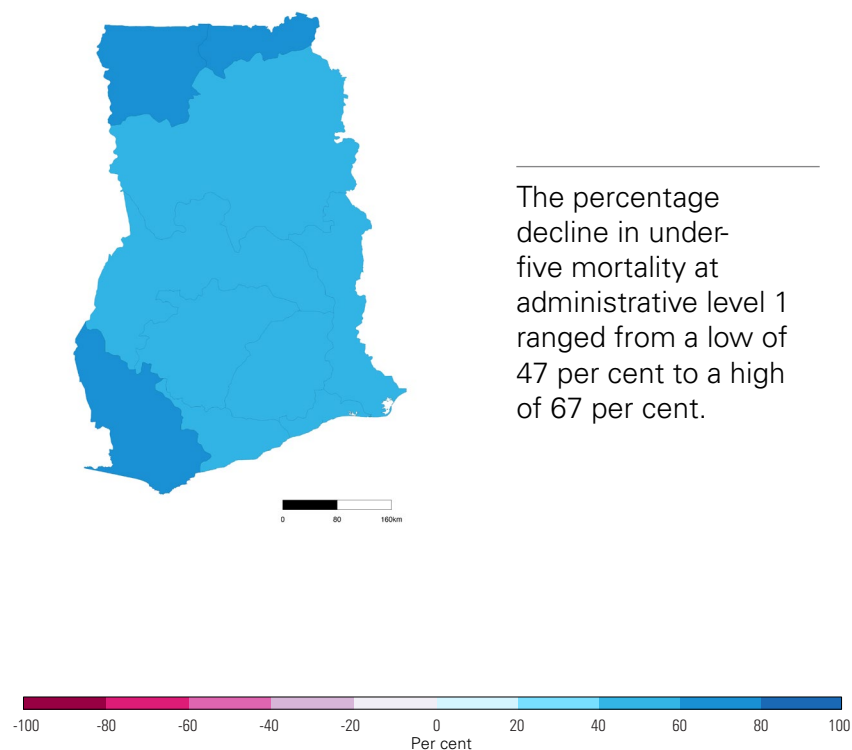 The percentage
decline in under-
five mortality at
administrative level 1
ranged from a low of
47 per cent to a high
of 67 per cent.
0 80 160km
-100 -80 -60 -40 -20 0 20 40 60 80 100
Per cent